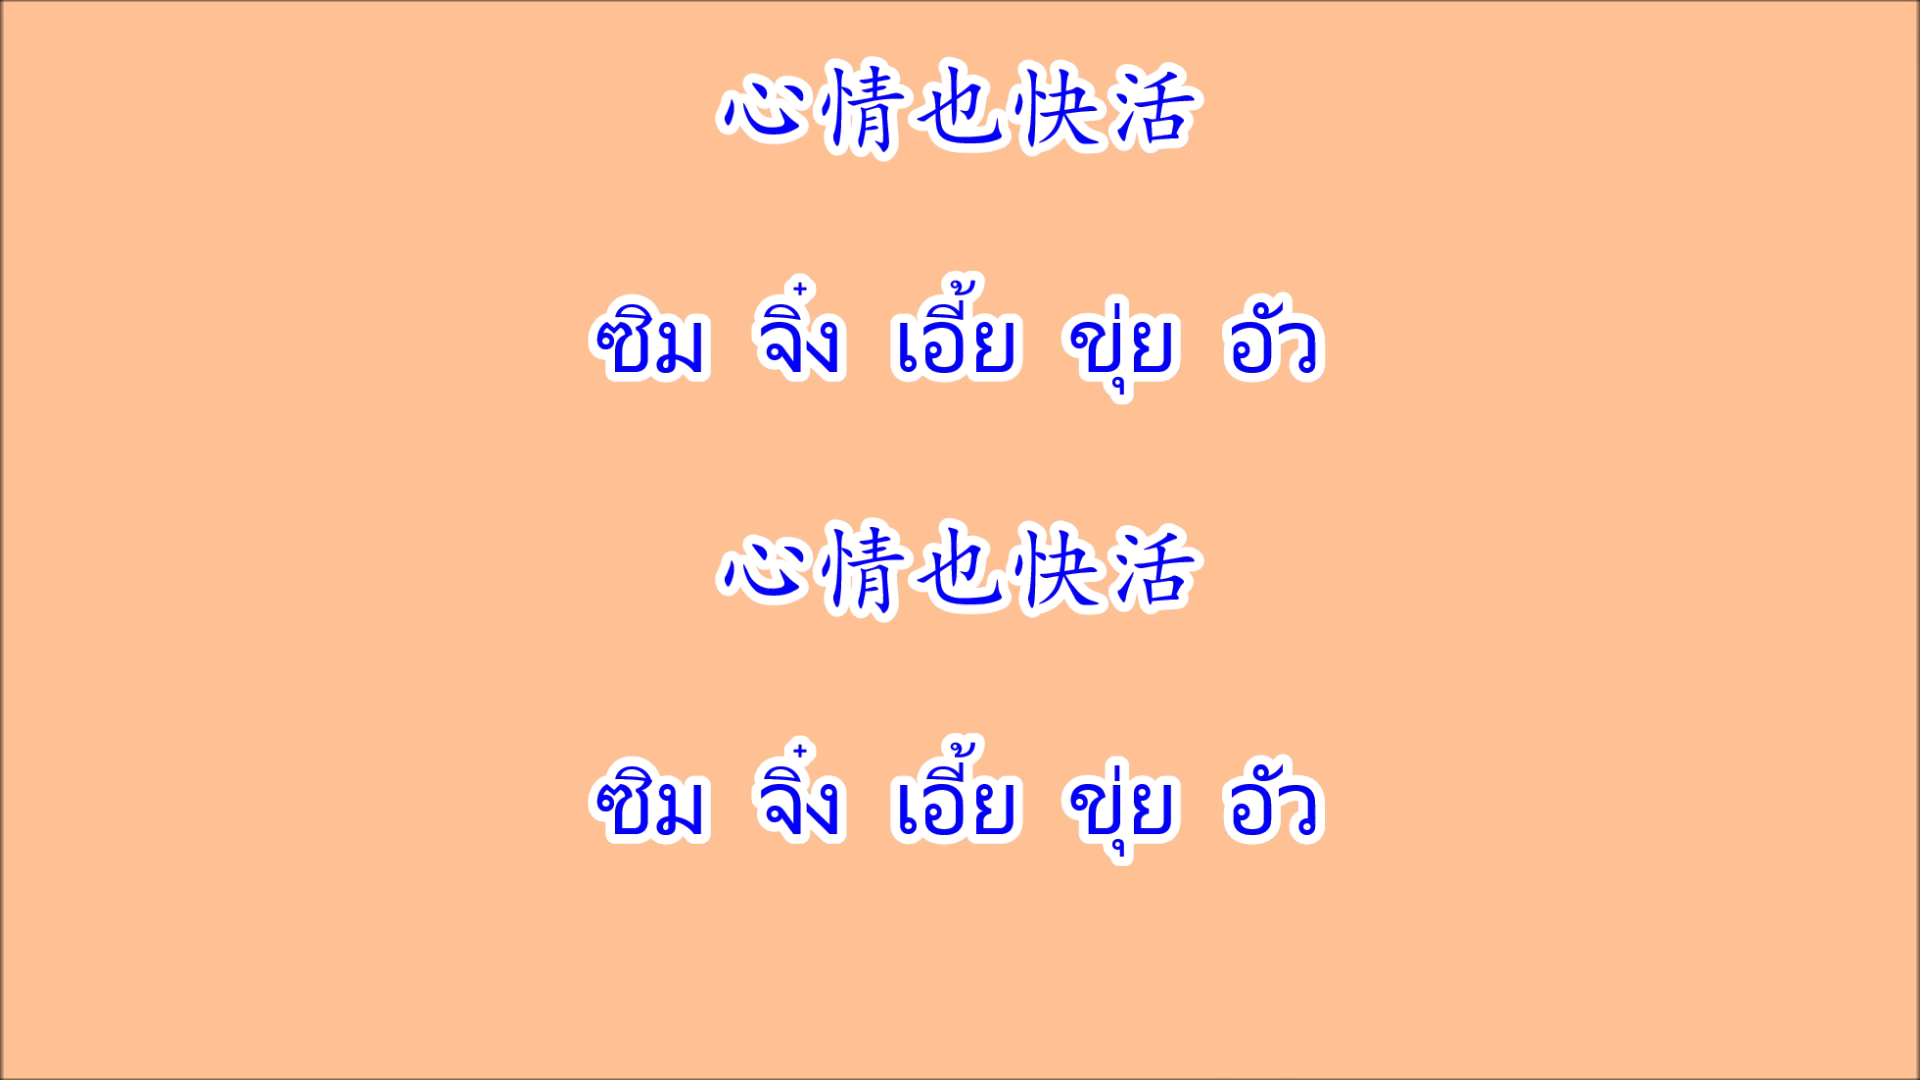 心情也快活
ซิม จิ๋ง เอี้ย ขุ่ย อัว
心情也快活
ซิม จิ๋ง เอี้ย ขุ่ย อัว